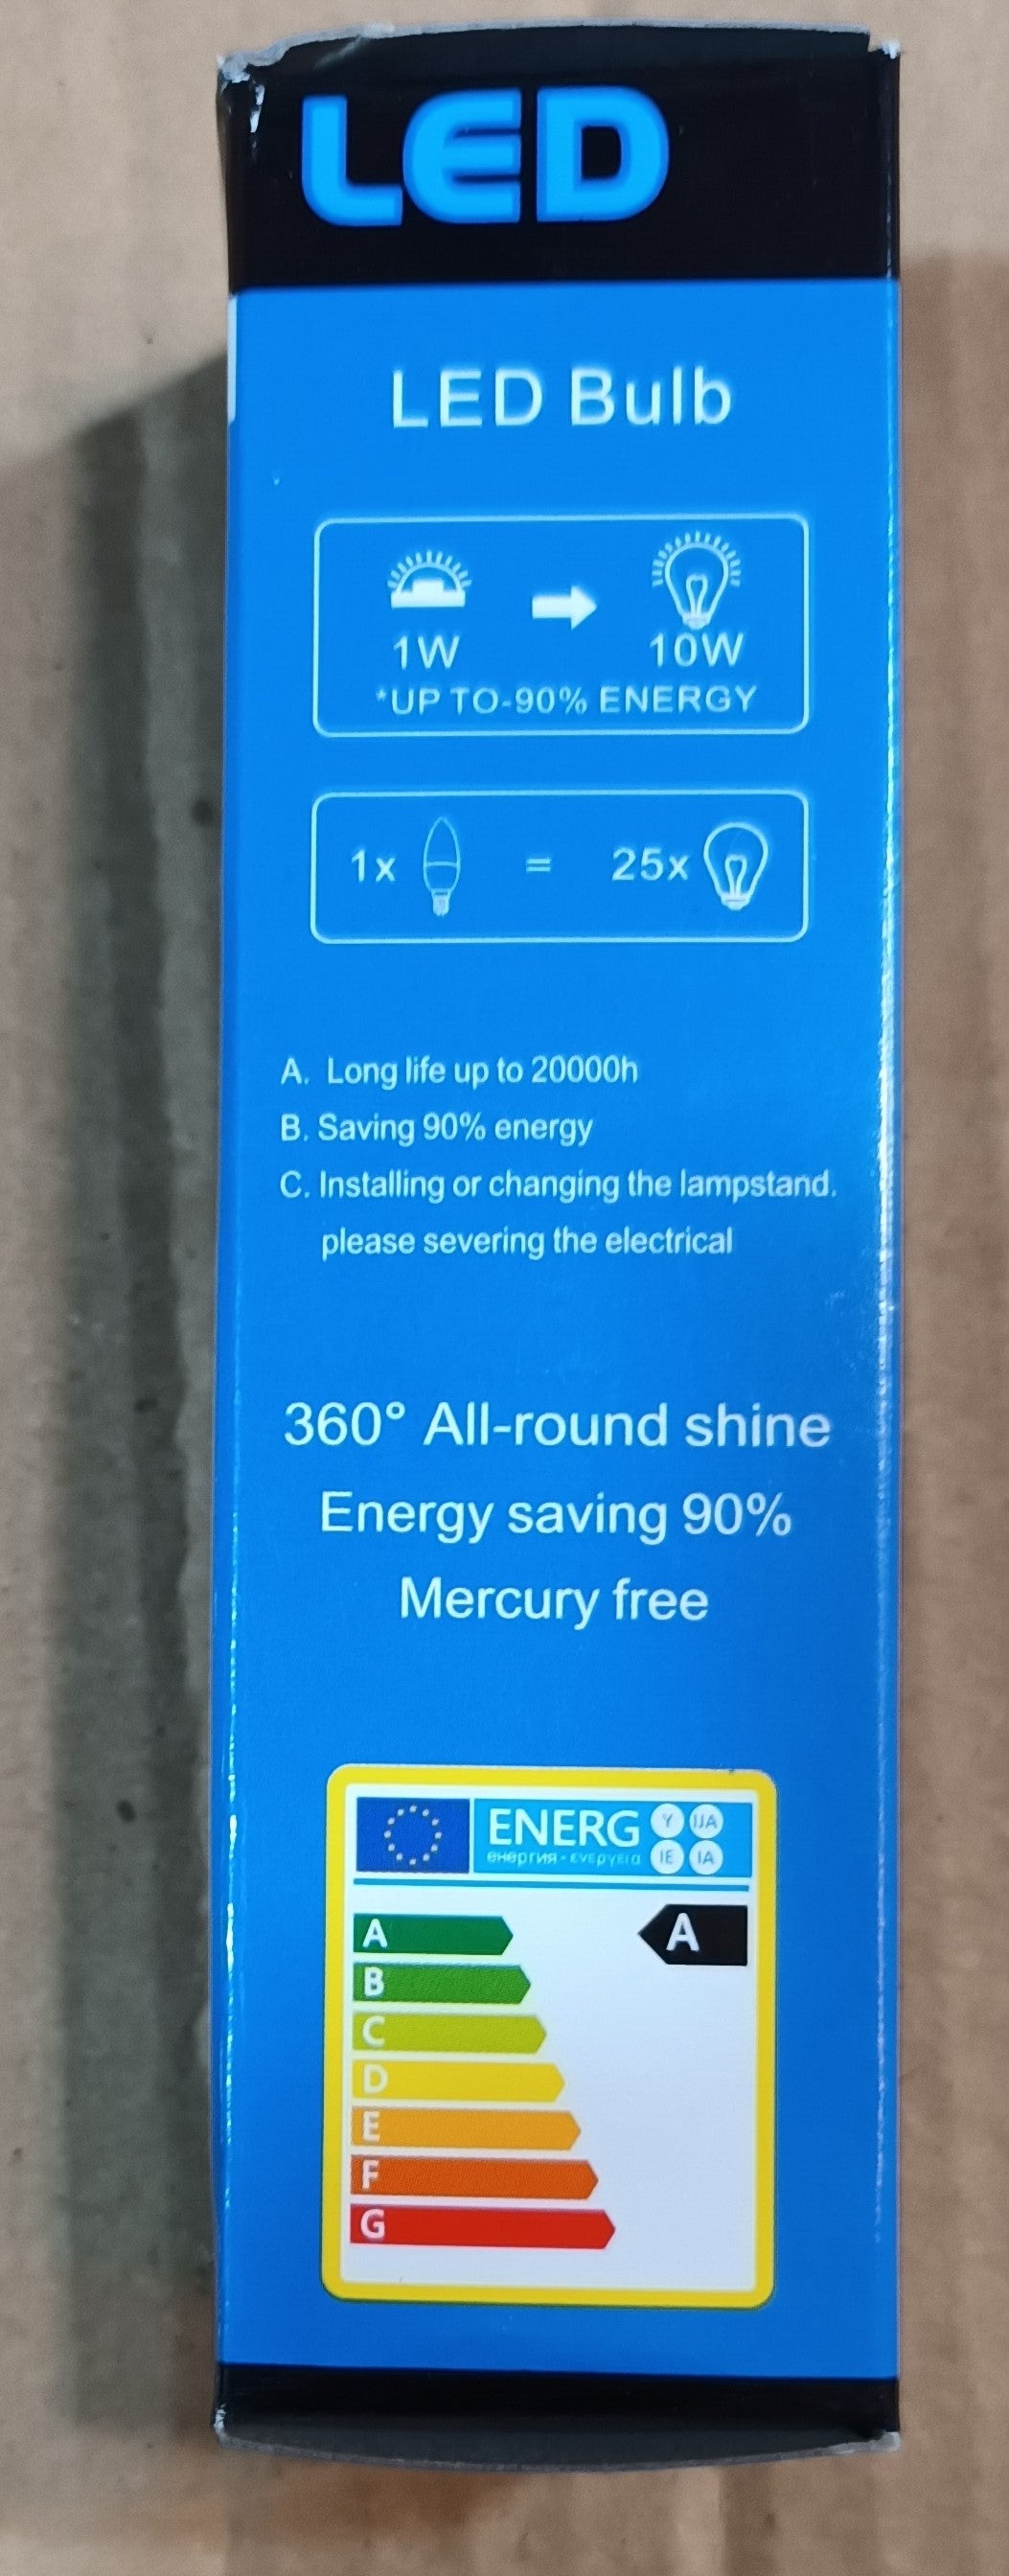 LED
LED Bulb
1W 10W
*UP TO-90% ENERGY
1x = 25x
A. Long life up to 20000h
B. Saving 90% energy
C. Installing or changing the lampstand.
please severing the electrical
360° All-round shine
Energy saving 90%
Mercury free
ENERG Y IJA
енергия · ενεργεια IE IA
A A
B
C
D
E
F
G